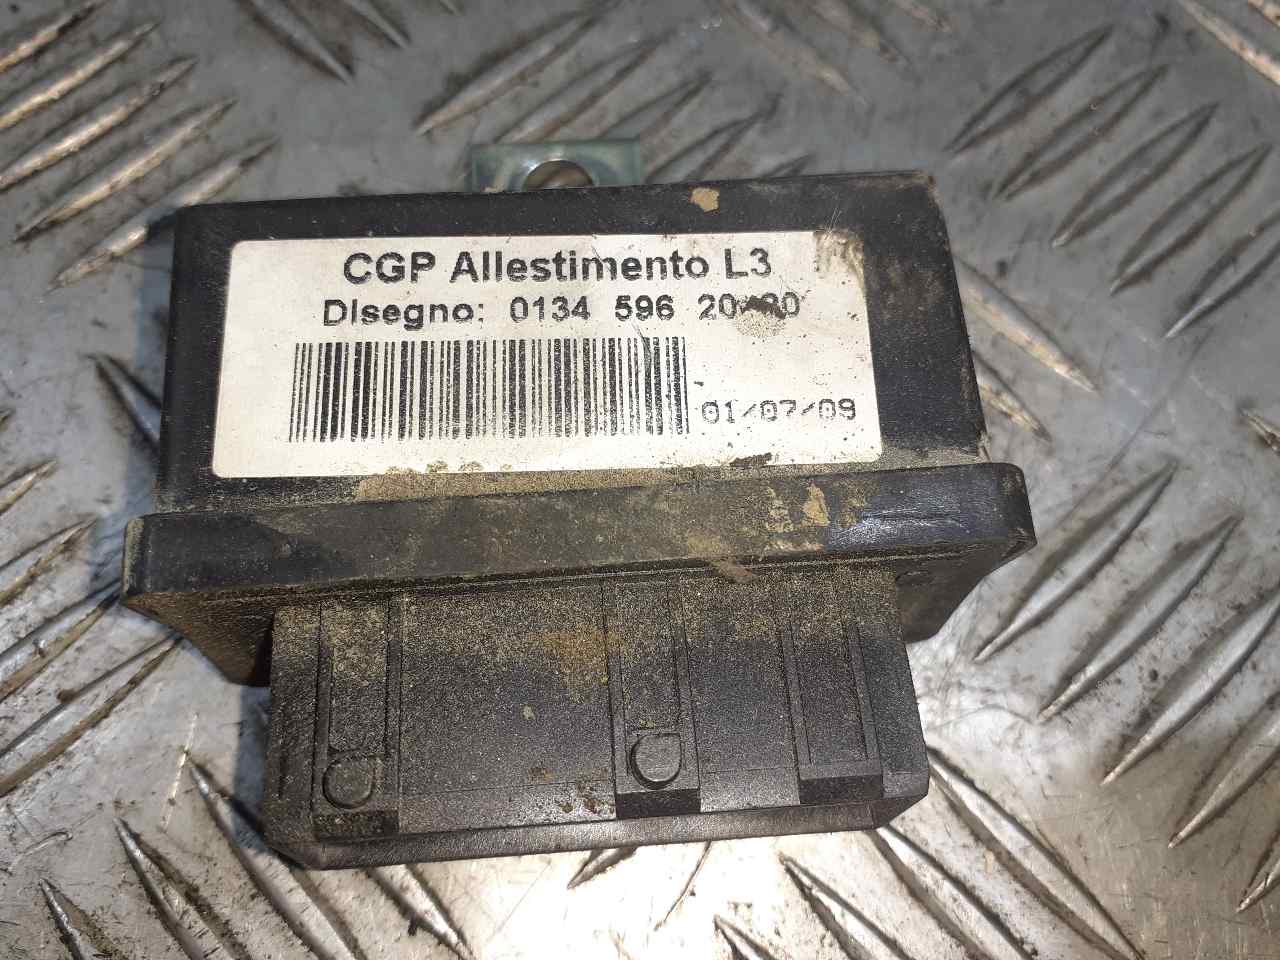 CGP Allestimento L3
Disegno: 0134 596
01/07/09